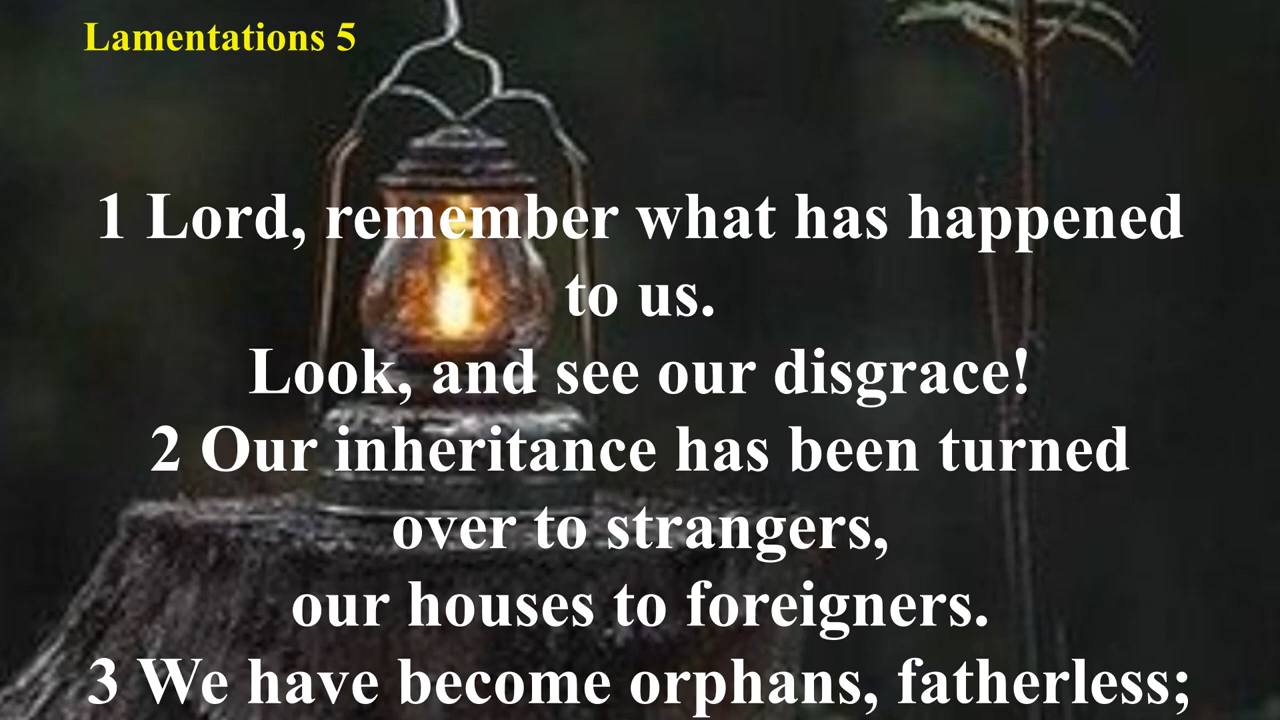 Lamentations 5
1 Lord, remember what has happened
to us.
Look, and see our disgrace!
2 Our inheritance has been turned
over to strangers,
our houses to foreigners.
3 We have become orphans, fatherless;